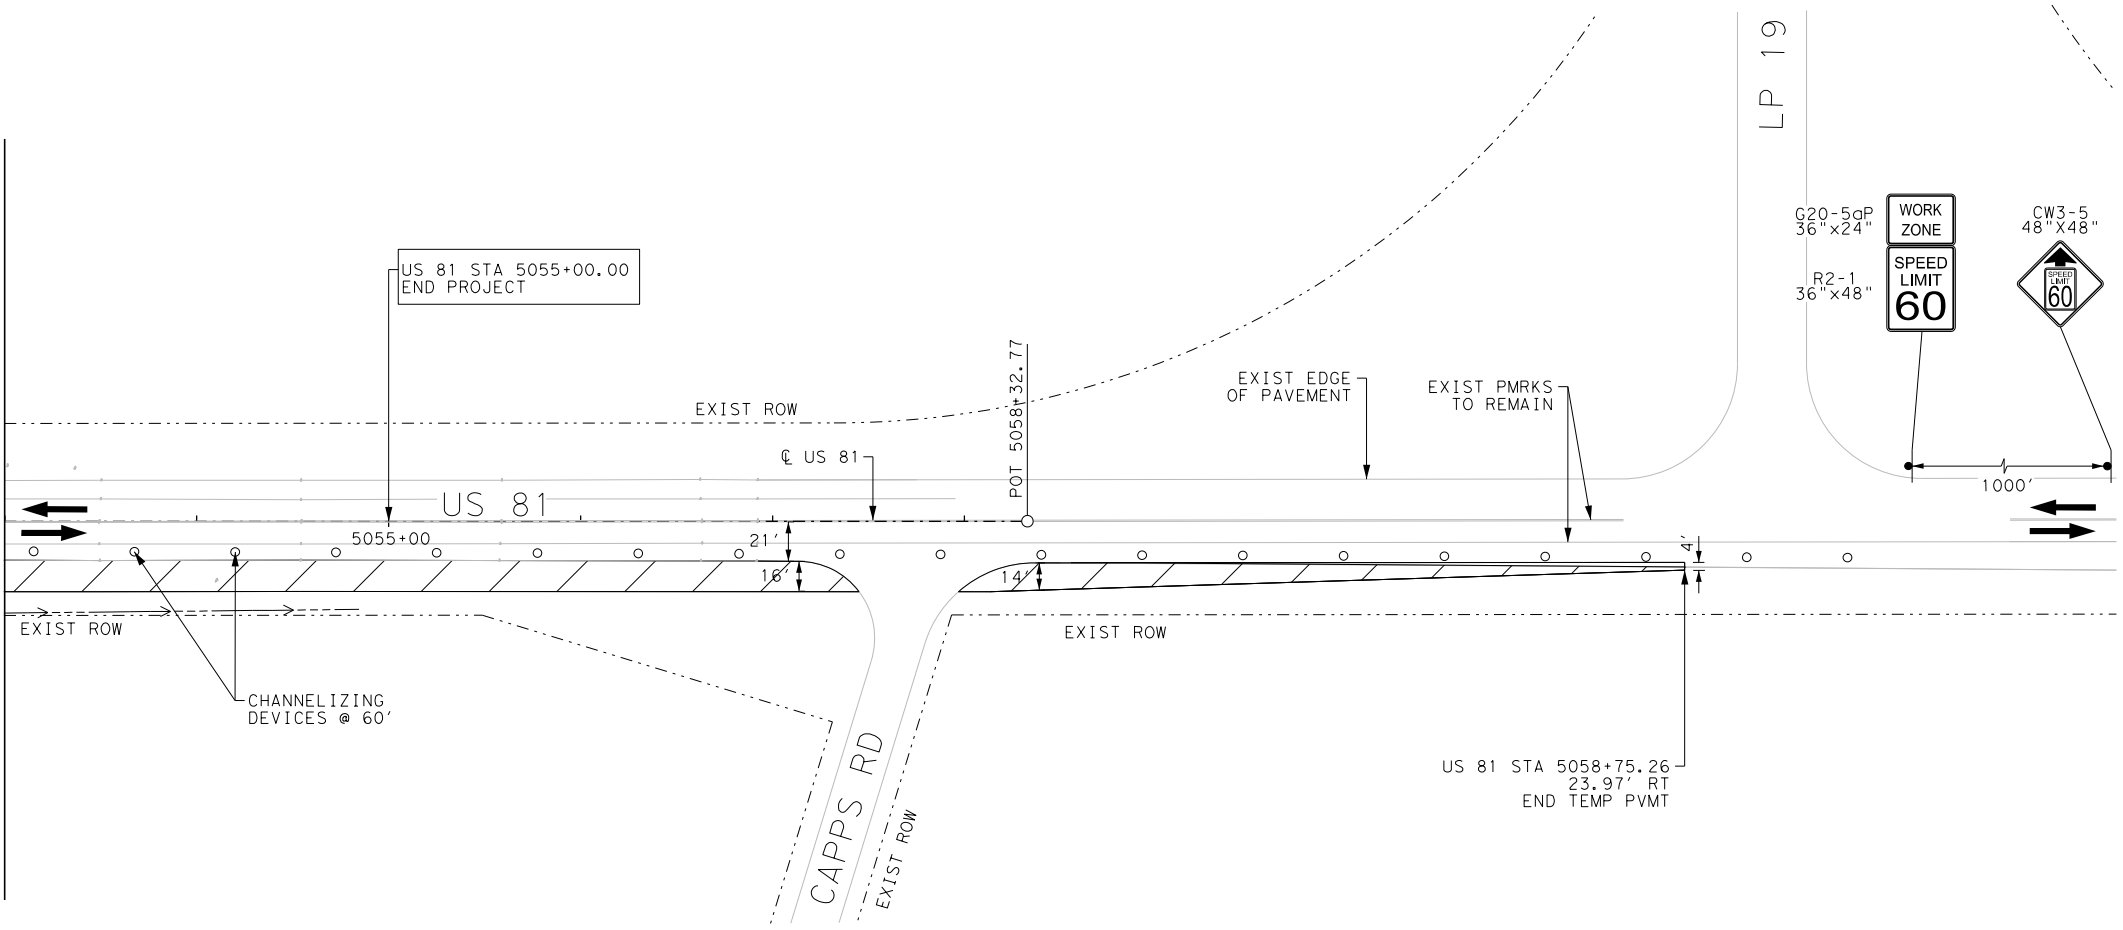 LP 19
G20-5aP
36"x24"
WORK
ZONE
R2-1
36"x48"
SPEED
LIMIT
60
CW3-5
48"X48"
SPEED
LIMIT
60
US 81 STA 5055+00.00
END PROJECT
EXIST ROW
POT 5058+32.77
EXIST EDGE
OF PAVEMENT
EXIST PMRKS
TO REMAIN
℄ US 81
US 81
1000'
5055+00
21'
16'
14'
4'
EXIST ROW
EXIST ROW
CHANNELIZING
DEVICES @ 60'
CAPPS RD
EXIST ROW
US 81 STA 5058+75.26
23.97' RT
END TEMP PVMT